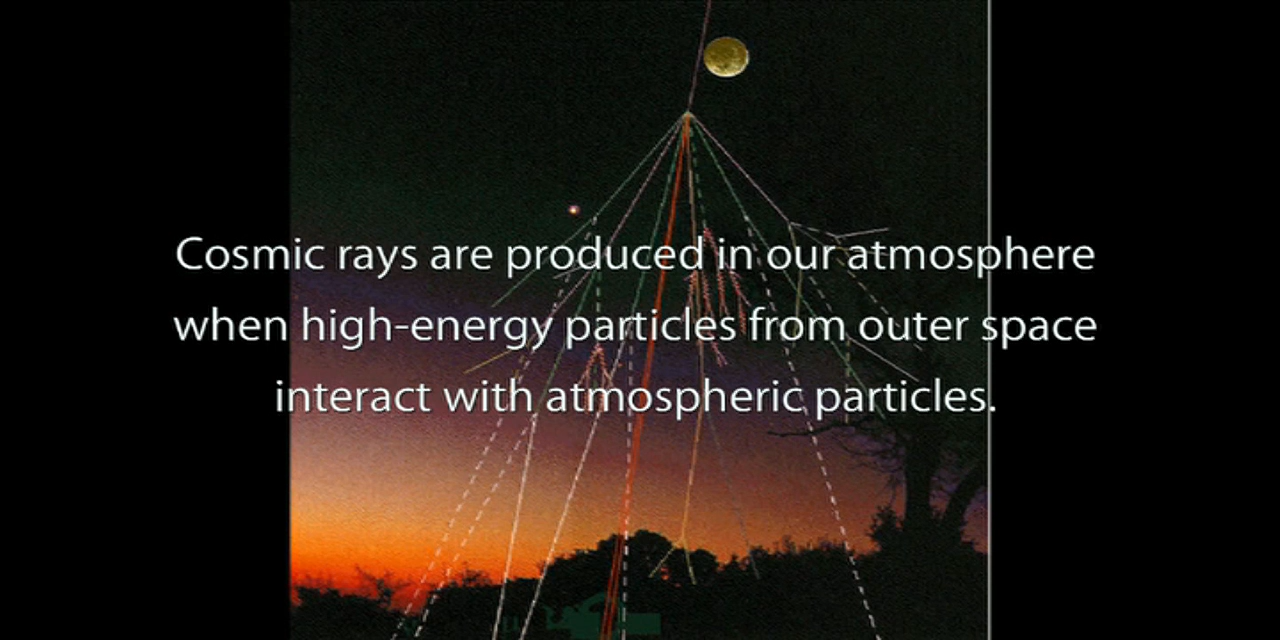 Cosmic rays are produced in our atmosphere
when high-energy particles from outer space
interact with atmospheric particles.